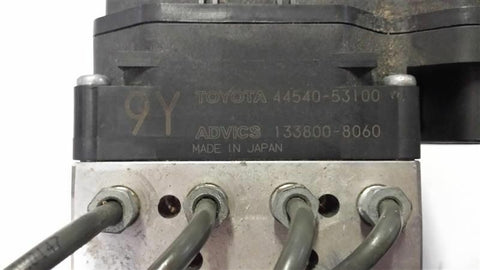 9Y TOYOTA 44540-53100
ADVICS 133800-8060
MADE IN JAPAN